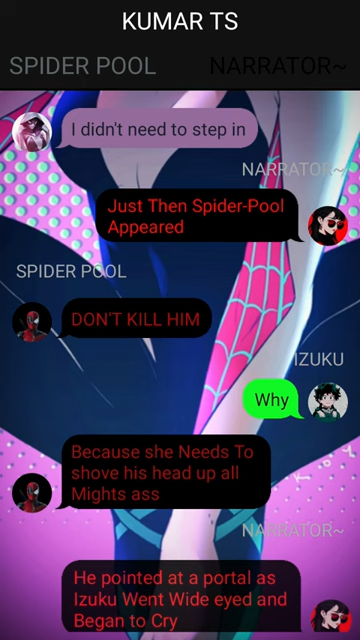 KUMAR TS
SPIDER POOL
NARRATOR~
I didn't need to step in
NARRATOR~
Just Then Spider-Pool
Appeared
SPIDER POOL
DON'T KILL HIM
IZUKU
Why
Because she Needs To
shove his head up all
Mights ass
NARRATOR~
He pointed at a portal as
Izuku Went Wide eyed and
Began to Cry